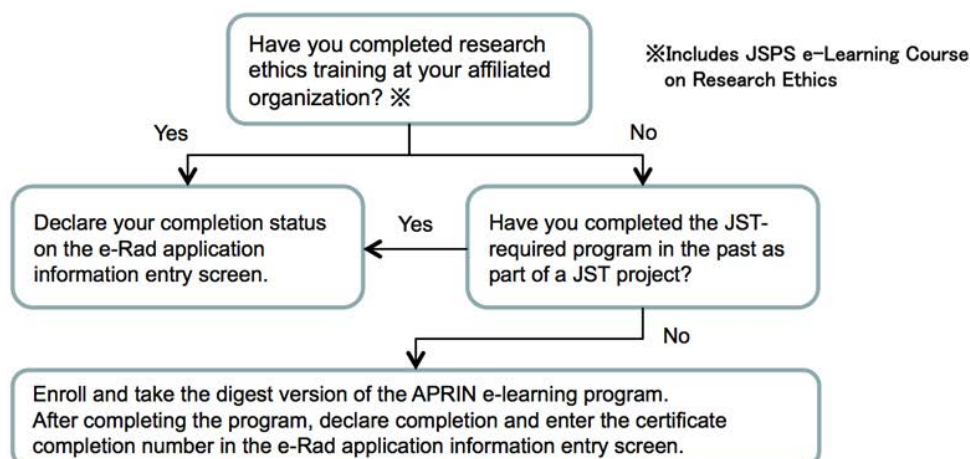 Have you completed research
ethics training at your affiliated
organization? ※
※Includes JSPS e-Learning Course
on Research Ethics
Yes
No
Declare your completion status
on the e-Rad application
information entry screen.
Yes
Have you completed the JST-
required program in the past as
part of a JST project?
No
Enroll and take the digest version of the APRIN e-learning program.
After completing the program, declare completion and enter the certificate
completion number in the e-Rad application information entry screen.